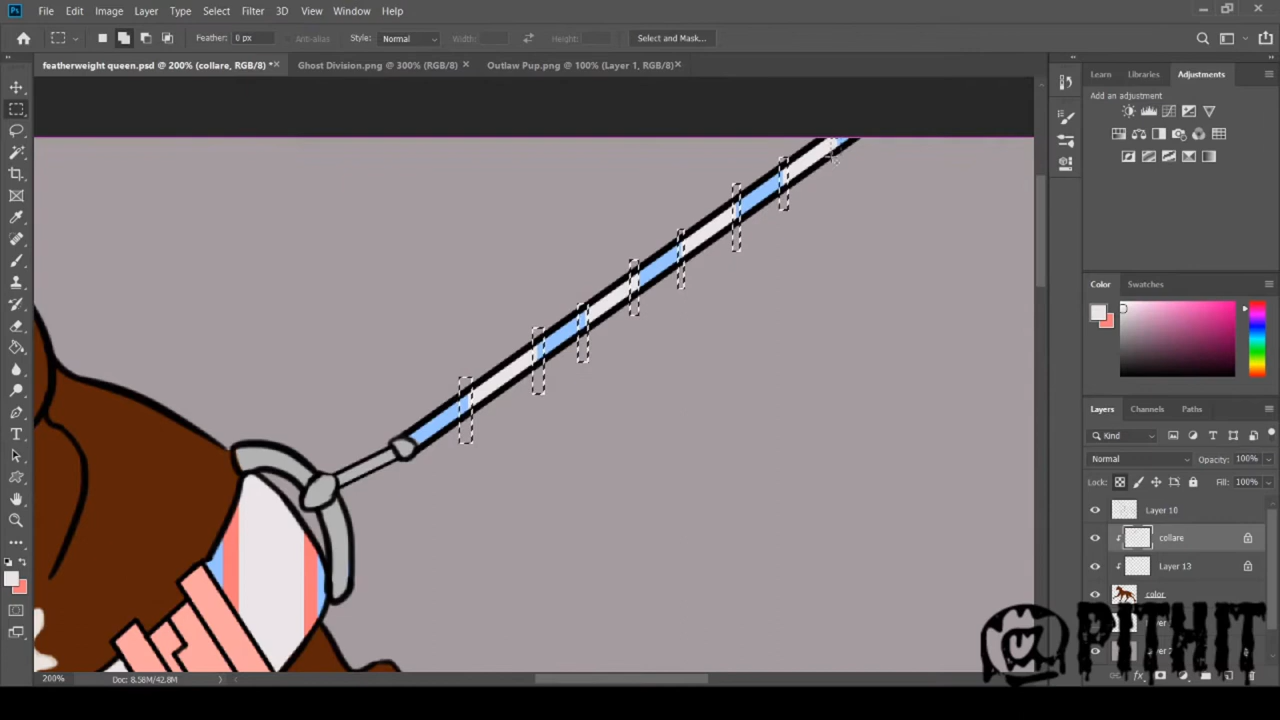 Ps File Edit Image Layer Type Select Filter 3D View Window Help
Feather: 0 px Anti-alias Style: Normal Width: Height: Select and Mask...
featherweight queen.psd @ 200% (collare, RGB/8) * Ghost Division.png @ 300% (RGB/8) Outlaw Pup.png @ 100% (Layer 1, RGB/8)
Learn Libraries Adjustments
Add an adjustment
Color Swatches
Layers Channels Paths
Kind
Normal Opacity: 100%
Lock: Fill: 100%
Layer 10
collare
Layer 13
color
PITHIT
200% Doc: 8.58M/42.8M